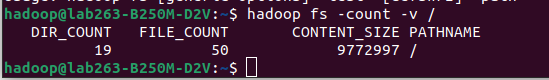 hadoop@lab263-B250M-D2V:~$ hadoop fs -count -v /
DIR_COUNT FILE_COUNT CONTENT_SIZE PATHNAME
19 50 9772997 /
hadoop@lab263-B250M-D2V:~$